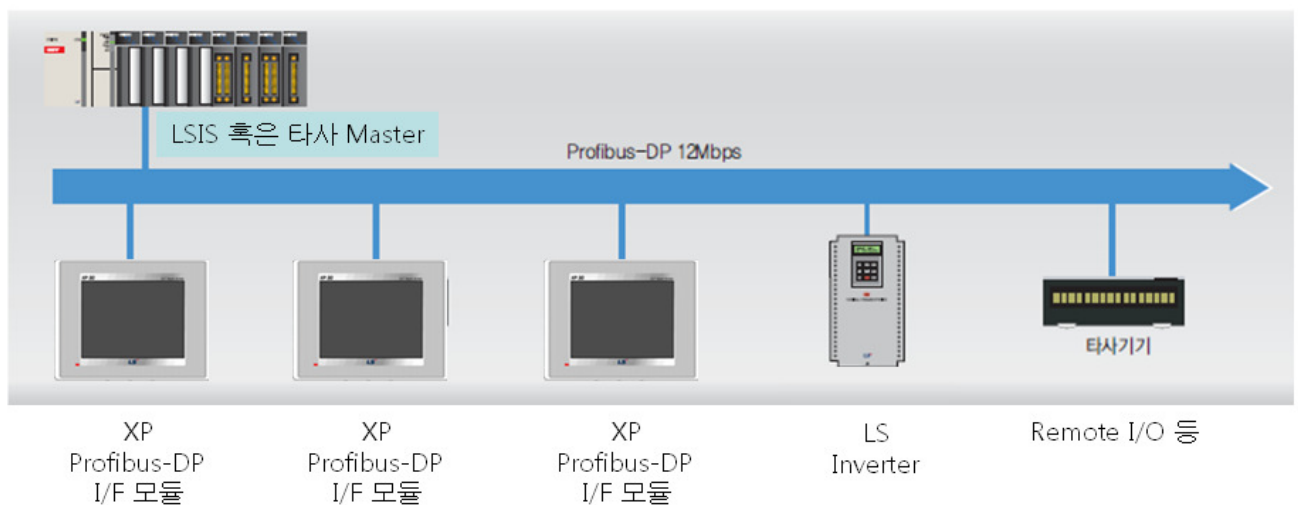 LSIS 혹은 타사 Master
Profibus-DP 12Mbps
타사기기
XP
Profibus-DP
I/F 모듈
XP
Profibus-DP
I/F 모듈
XP
Profibus-DP
I/F 모듈
LS
Inverter
Remote I/O 등